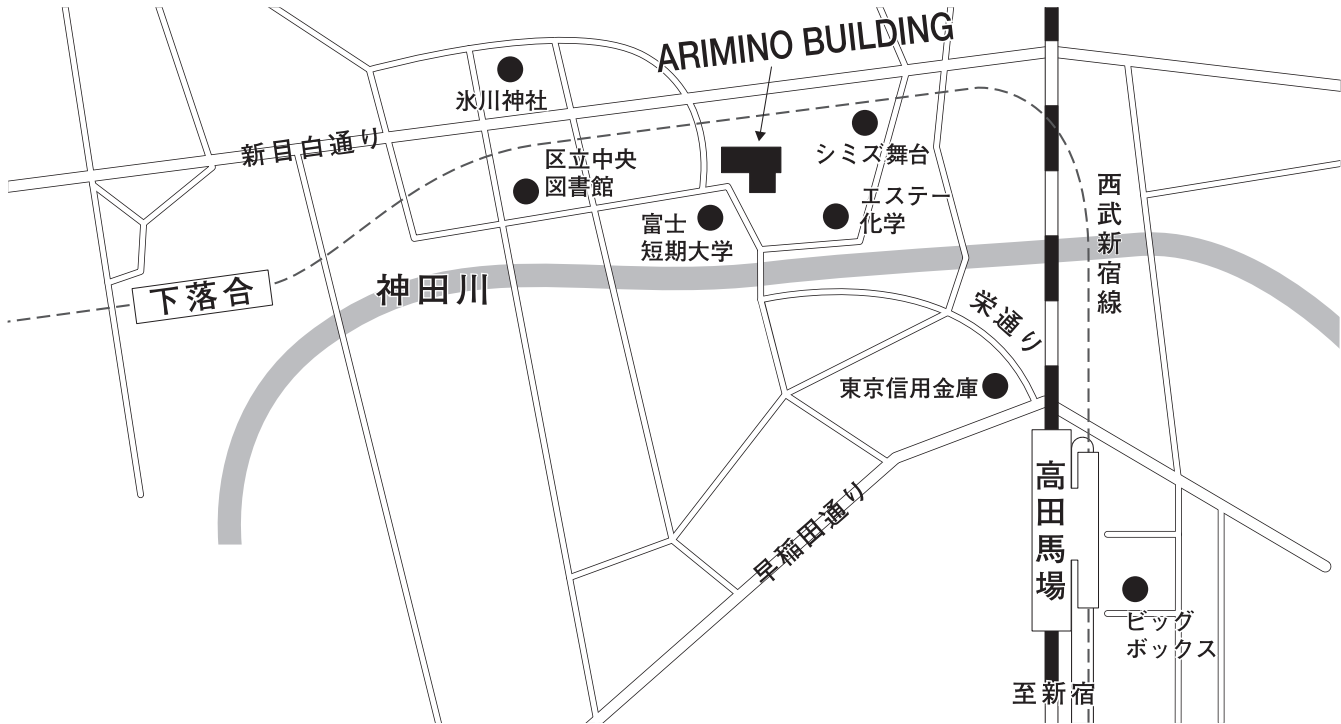 ARIMINO BUILDING
氷川神社
新目白通り
シミズ舞台
区立中央
図書館
エステー
化学
富士
短期大学
西武新宿線
下落合
神田川
栄通り
東京信用金庫
高田馬場
早稲田通り
ビッグ
ボックス
至新宿